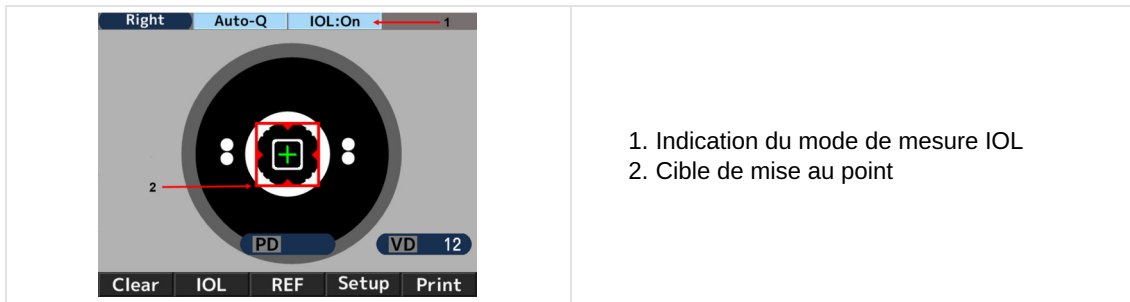 Right Auto-Q IOL:On 1
2
PD VD 12
Clear IOL REF Setup Print
1. Indication du mode de mesure IOL
2. Cible de mise au point